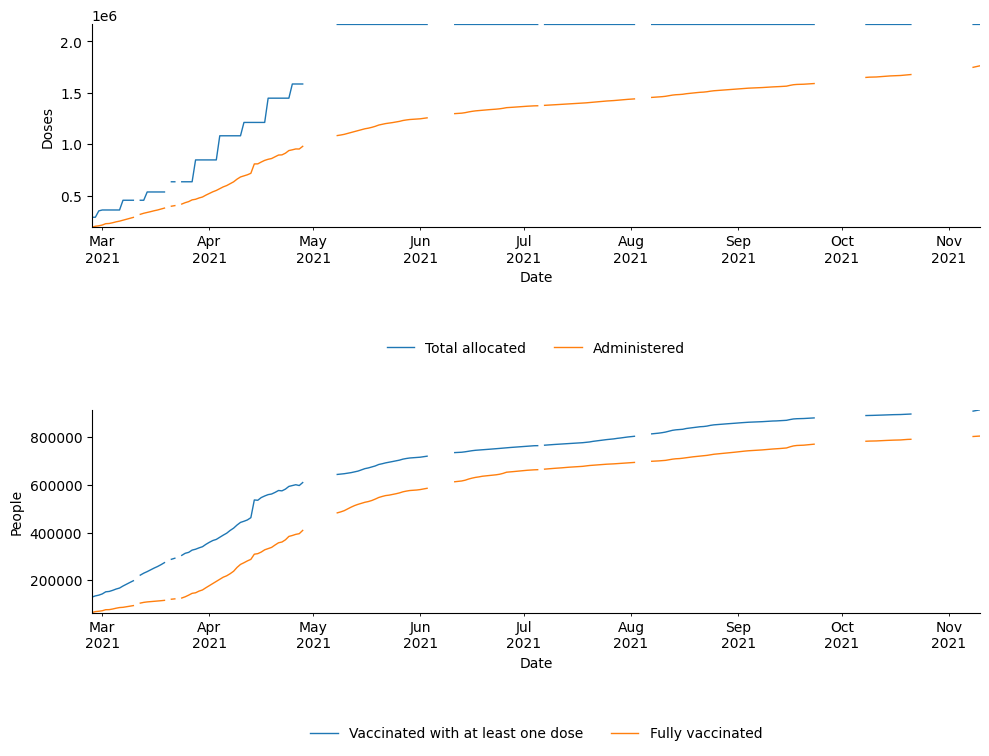 1e6
2.0
1.5
1.0
0.5
Doses
Mar Apr May Jun Jul Aug Sep Oct Nov
2021 2021 2021 2021 2021 2021 2021 2021 2021
Date
Total allocated Administered
800000
600000
400000
200000
People
Mar Apr May Jun Jul Aug Sep Oct Nov
2021 2021 2021 2021 2021 2021 2021 2021 2021
Date
Vaccinated with at least one dose Fully vaccinated